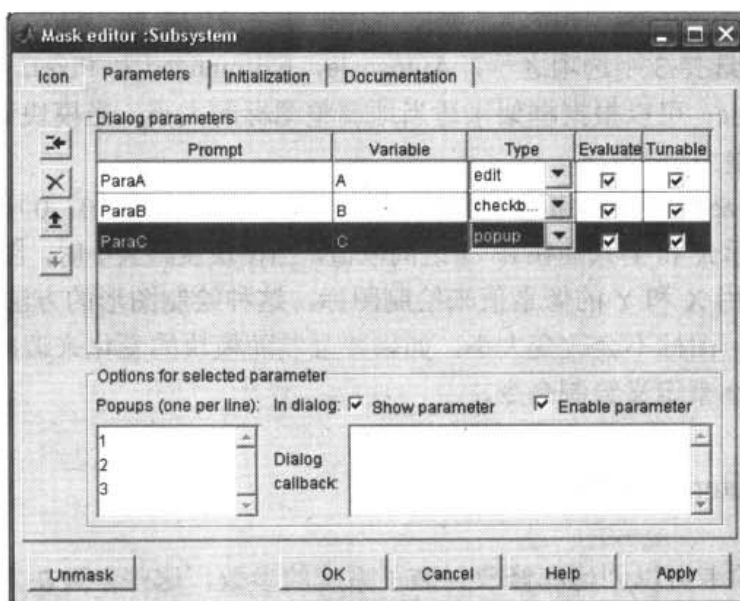 Mask editor :Subsystem
Icon Parameters Initialization Documentation
Dialog parameters
Prompt Variable Type Evaluate Tunable
ParaA A edit
ParaB B checkb...
ParaC C popup
Options for selected parameter
Popups (one per line): In dialog: Show parameter Enable parameter
1
2
3
Dialog
callback:
Unmask OK Cancel Help Apply